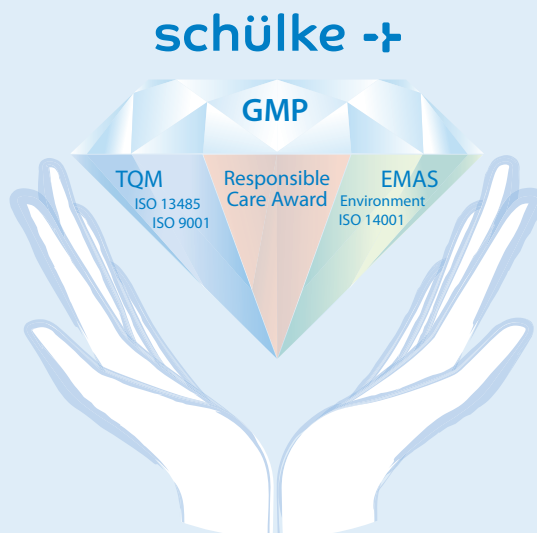 schülke
GMP
TQM
ISO 13485
ISO 9001
Responsible
Care Award
EMAS
Environment
ISO 14001